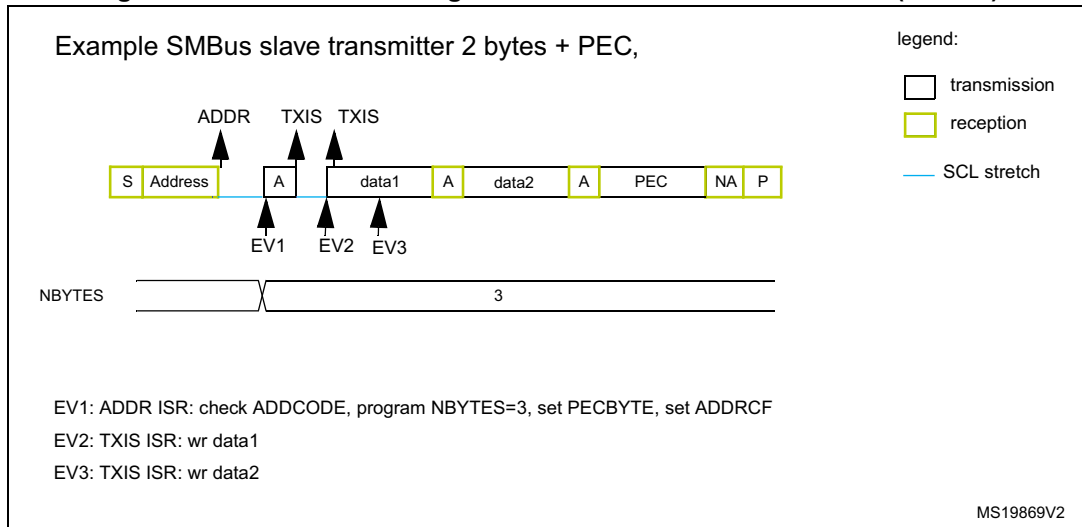 Example SMBus slave transmitter 2 bytes + PEC,
legend:
transmission
reception
SCL stretch
ADDR TXIS TXIS
S Address A data1 A data2 A PEC NA P
EV1 EV2 EV3
NBYTES 3
EV1: ADDR ISR: check ADDCODE, program NBYTES=3, set PECBYTE, set ADDRCF
EV2: TXIS ISR: wr data1
EV3: TXIS ISR: wr data2
MS19869V2